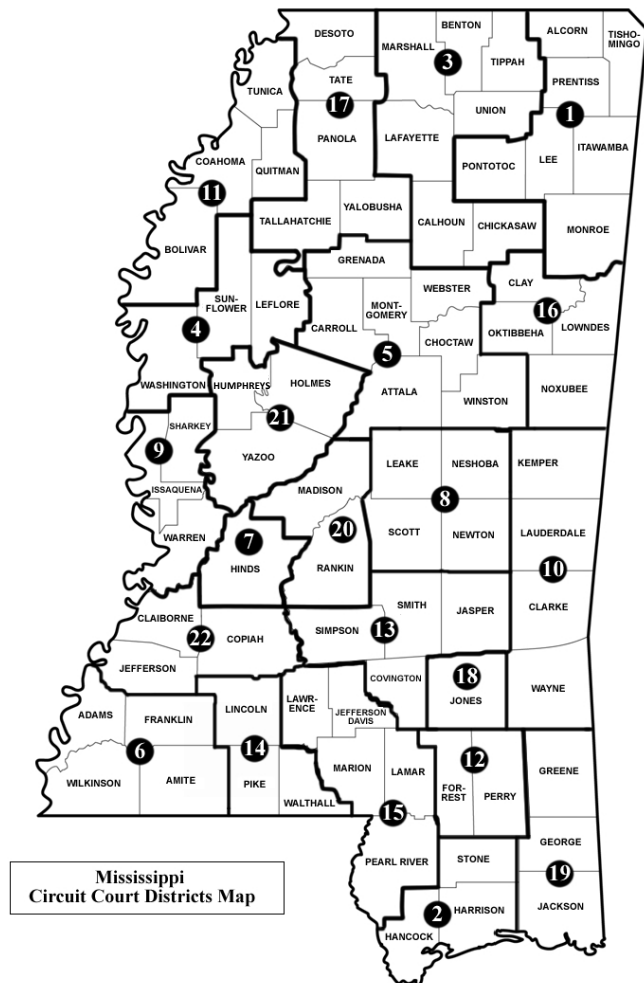 DESOTO
BENTON
MARSHALL
ALCORN
TISHO-
MINGO
3
TIPPAH
TATE
TUNICA
17
PRENTISS
1
UNION
PANOLA
LAFAYETTE
COAHOMA
QUITMAN
PONTOTOC
LEE
ITAWAMBA
11
TALLAHATCHIE
YALOBUSHA
CALHOUN
CHICKASAW
MONROE
BOLIVAR
GRENADA
SUN-
FLOWER
LEFLORE
WEBSTER
CLAY
MONT-
GOMERY
16
4
CARROLL
CHOCTAW
OKTIBBEHA
LOWNDES
5
WASHINGTON
HUMPHREYS
HOLMES
ATTALA
WINSTON
NOXUBEE
21
SHARKEY
9
YAZOO
LEAKE
NESHOBA
KEMPER
ISSAQUENA
MADISON
8
WARREN
20
SCOTT
NEWTON
LAUDERDALE
7
HINDS
RANKIN
10
CLAIBORNE
22
COPIAH
SIMPSON
13
SMITH
JASPER
CLARKE
JEFFERSON
COVINGTON
18
JONES
WAYNE
ADAMS
FRANKLIN
LINCOLN
LAWR-
ENCE
JEFFERSON
DAVIS
6
14
12
WILKINSON
AMITE
PIKE
WALTHALL
MARION
LAMAR
FOR-
REST
PERRY
GREENE
15
PEARL RIVER
STONE
GEORGE
19
Mississippi
Circuit Court Districts Map
2
HARRISON
JACKSON
HANCOCK